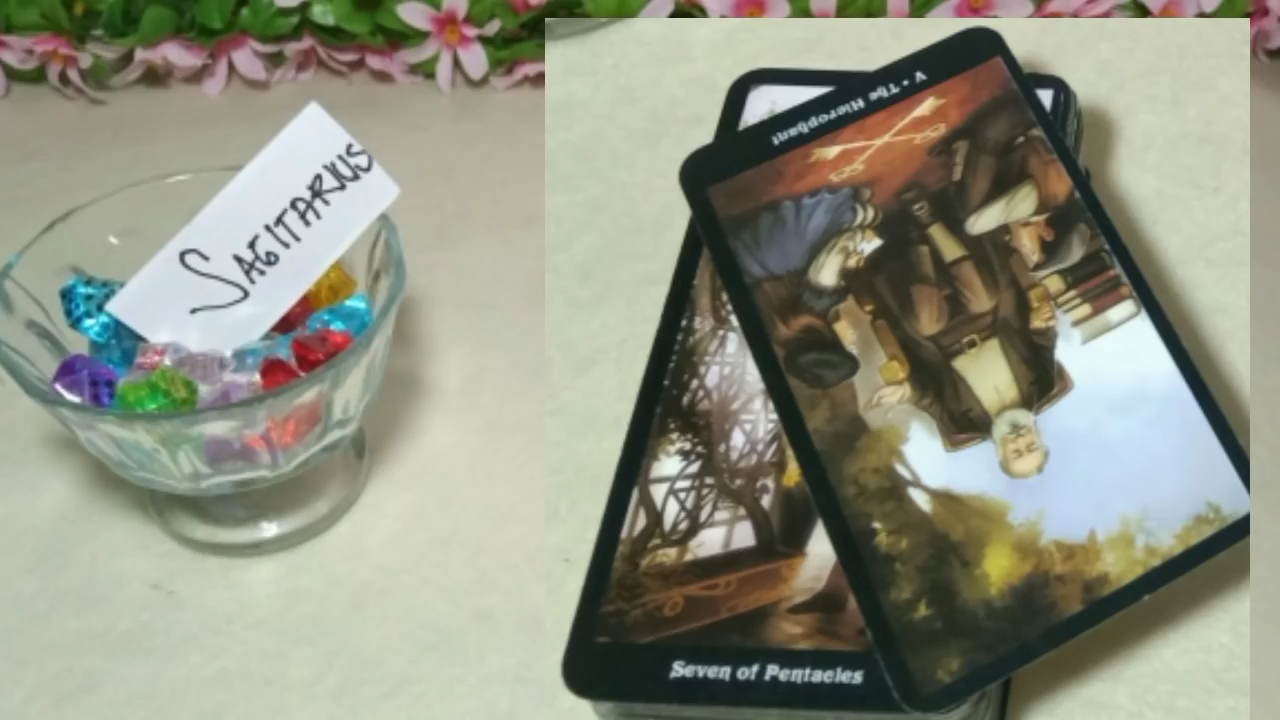 SAGITARIUS
V • The Hierophant
Seven of Pentacles